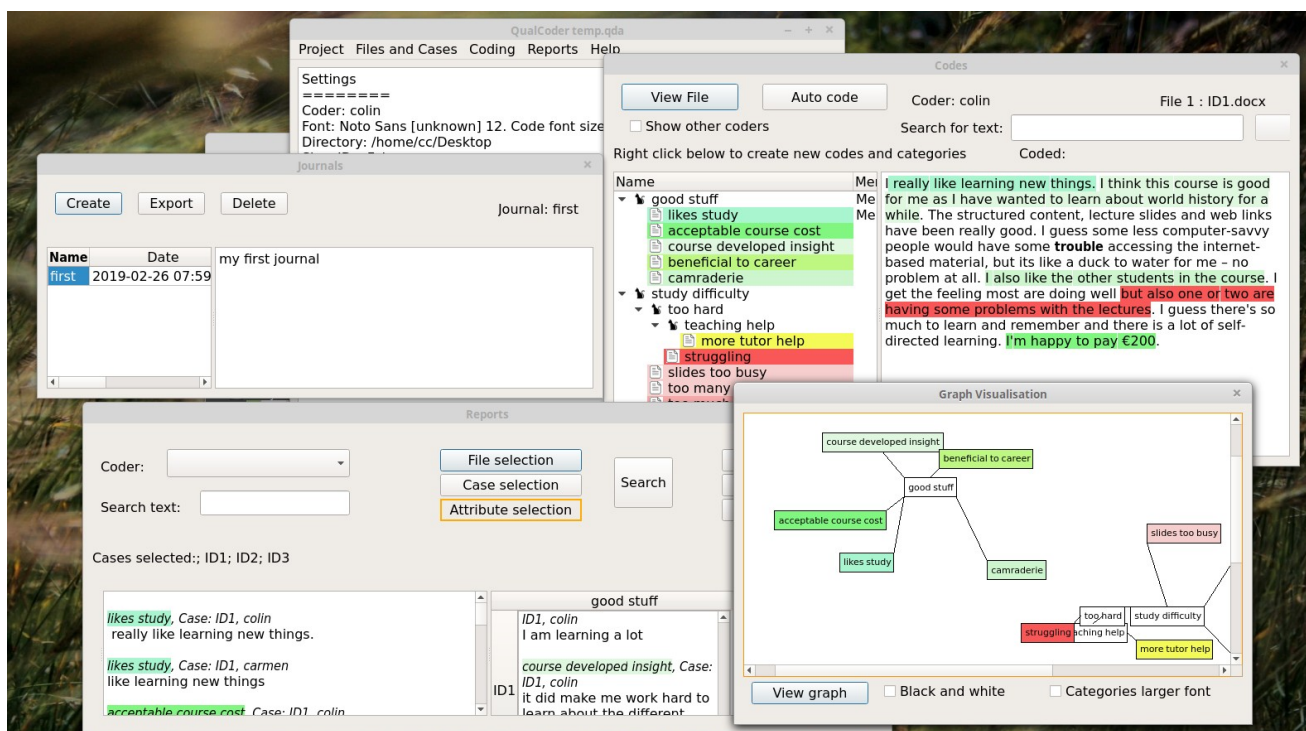 QualCoder temp.qda
Project Files and Cases Coding Reports Help
Settings
========
Coder: colin
Font: Noto Sans [unknown] 12. Code font size
Directory: /home/cc/Desktop
Codes
View File Auto code Coder: colin File 1 : ID1.docx
Show other coders Search for text:
Right click below to create new codes and categories Coded:
Name
good stuff Me
likes study Me
acceptable course cost
course developed insight
beneficial to career
camraderie
study difficulty
too hard
teaching help
more tutor help
struggling
slides too busy
too many
I really like learning new things. I think this course is good
for me as I have wanted to learn about world history for a
while. The structured content, lecture slides and web links
have been really good. I guess some less computer-savvy
people would have some trouble accessing the internet-
based material, but its like a duck to water for me – no
problem at all. I also like the other students in the course. I
get the feeling most are doing well but also one or two are
having some problems with the lectures. I guess there's so
much to learn and remember and there is a lot of self-
directed learning. I'm happy to pay €200.
Journals
Create Export Delete
Journal: first
Name Date
first 2019-02-26 07:59
my first journal
Reports
Coder:
Search text:
File selection
Case selection
Attribute selection
Search
Cases selected:; ID1; ID2; ID3
likes study, Case: ID1, colin
really like learning new things.
likes study, Case: ID1, carmen
like learning new things
acceptable course cost, Case: ID1, colin
good stuff
ID1
ID1, colin
I am learning a lot
course developed insight, Case:
ID1, colin
it did make me work hard to
learn about the different
Graph Visualisation
course developed insight
beneficial to career
good stuff
acceptable course cost
likes study
camraderie
slides too busy
too hard
study difficulty
struggling
aching help
more tutor help
View graph Black and white Categories larger font